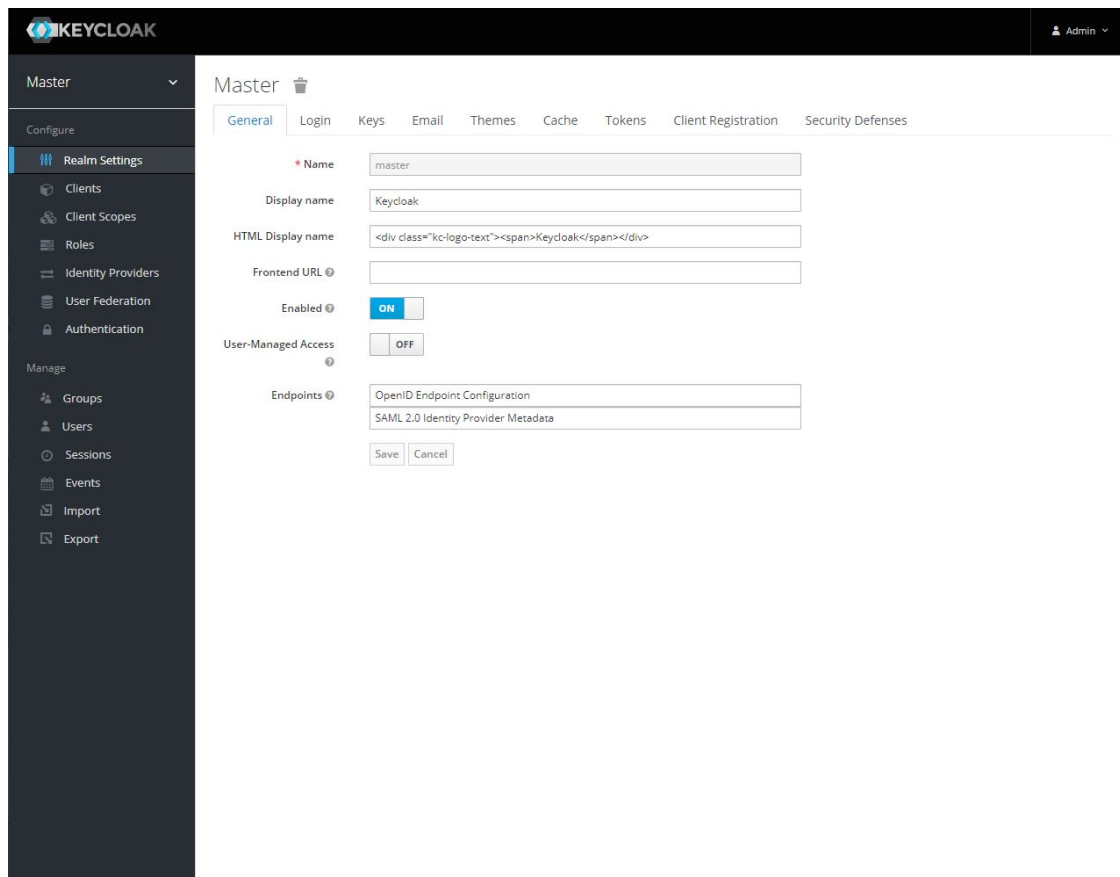 KEYCLOAK
Admin
Master
Configure
Realm Settings
Clients
Client Scopes
Roles
Identity Providers
User Federation
Authentication
Manage
Groups
Users
Sessions
Events
Import
Export
Master
General Login Keys Email Themes Cache Tokens Client Registration Security Defenses
* Name master
Display name Keycloak
HTML Display name <div class="kc-logo-text"><span>Keycloak</span></div>
Frontend URL
Enabled ON
User-Managed Access OFF
Endpoints OpenID Endpoint Configuration
SAML 2.0 Identity Provider Metadata
Save Cancel